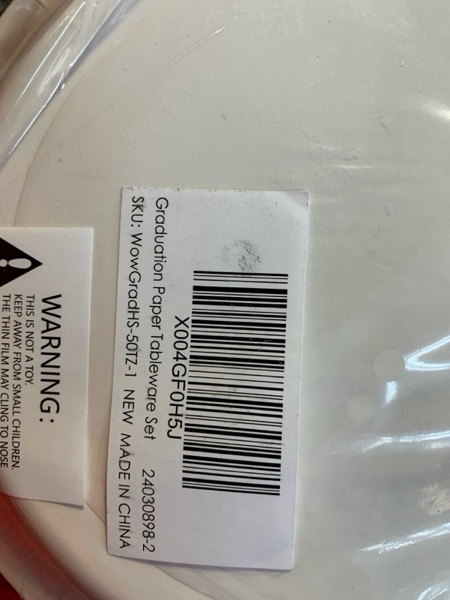 X004GF0H5J
Graduation Paper Tableware Set 24030898-2
SKU: WowGradHS-50TZ-1 NEW MADE IN CHINA
WARNING:
THIS IS NOT A TOY.
KEEP AWAY FROM SMALL CHILDREN.
THE THIN FILM MAY CLING TO NOSE